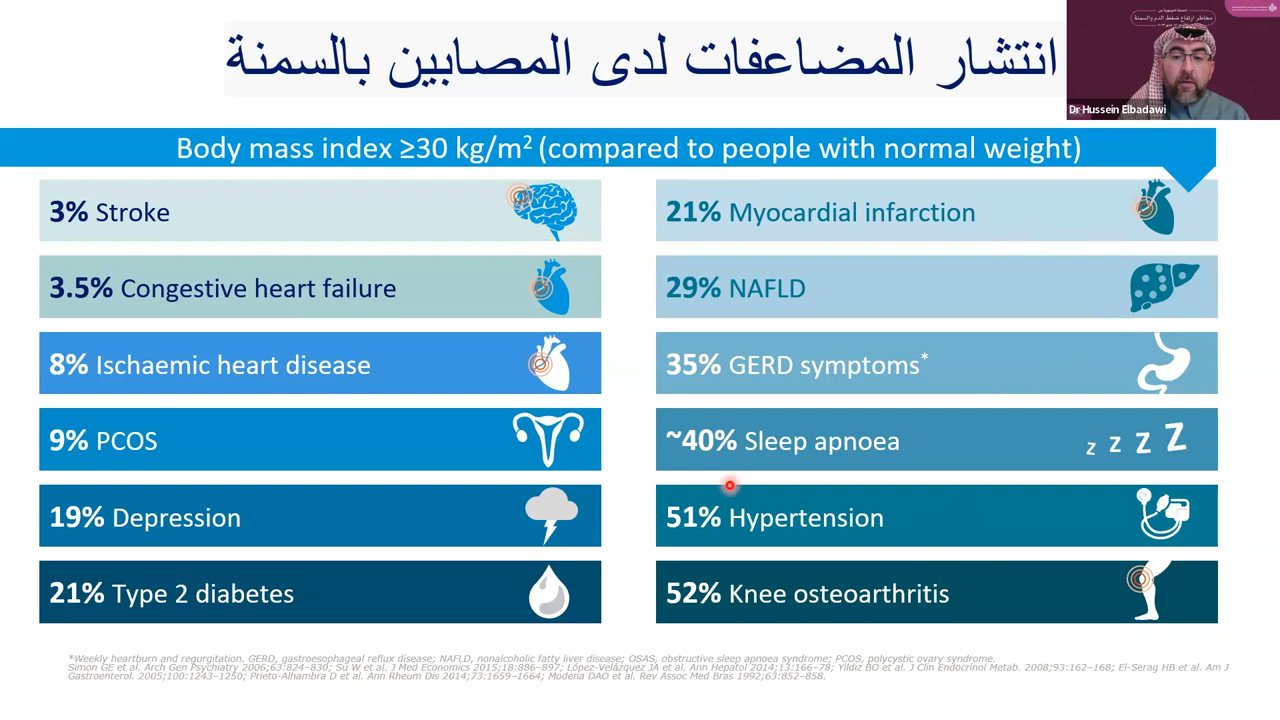 انتشار المضاعفات لدى المصابين بالسمنة
مخاطر ارتفاع ضغط الدم والسمنة
Dr Hussein Elbadawi
Body mass index ≥30 kg/m² (compared to people with normal weight)
3% Stroke
3.5% Congestive heart failure
8% Ischaemic heart disease
9% PCOS
19% Depression
21% Type 2 diabetes
21% Myocardial infarction
29% NAFLD
35% GERD symptoms*
~40% Sleep apnoea
z z z Z
51% Hypertension
52% Knee osteoarthritis
*Weekly heartburn and regurgitation. GERD, gastroesophageal reflux disease; NAFLD, nonalcoholic fatty liver disease; OSAS, obstructive sleep apnoea syndrome; PCOS, polycystic ovary syndrome.
Simon GE et al. Arch Gen Psychiatry 2006;63:824–830; Su W et al. J Med Economics 2015;18:886–897; López-Velázquez JA et al. Ann Hepatol 2014;13:166–78; Yildiz BO et al. J Clin Endocrinol Metab. 2008;93:162–168; El-Serag HB et al. Am J
Gastroenterol. 2005;100:1243–1250; Prieto-Alhambra D et al. Ann Rheum Dis 2014;73:1659–1664; Modena DAO et al. Rev Assoc Med Bras 1992;63:852–858.